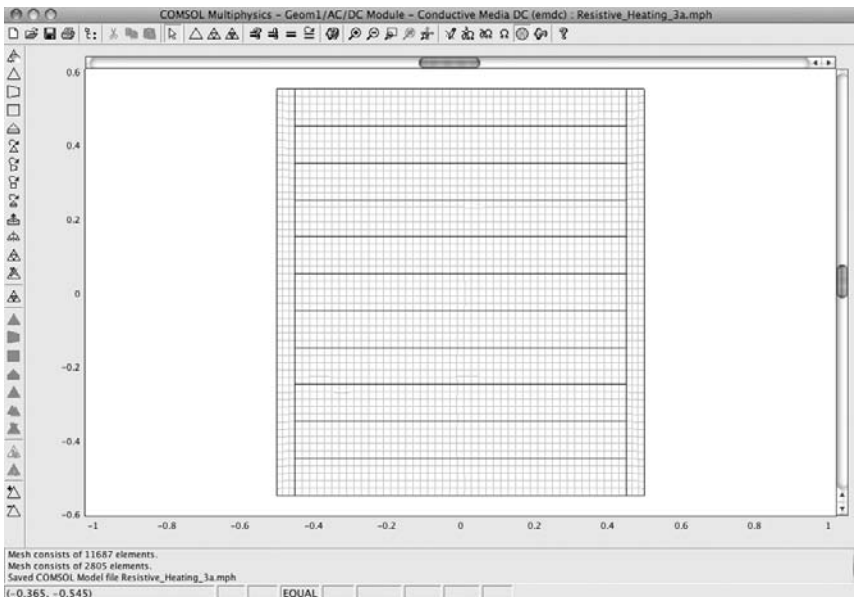 COMSOL Multiphysics - Geom1/AC/DC Module - Conductive Media DC (emdc) : Resistive_Heating_3a.mph
0.6
0.4
0.2
0
-0.2
-0.4
-0.6
-1 -0.8 -0.6 -0.4 -0.2 0 0.2 0.4 0.6 0.8 1
Mesh consists of 11687 elements.
Mesh consists of 2805 elements.
Saved COMSOL Model file Resistive_Heating_3a.mph
(-0.365, -0.545) EQUAL